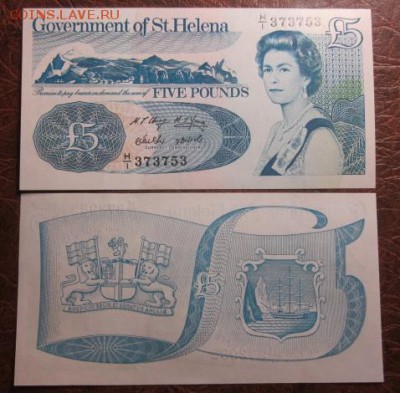 COINS.LAVE.RU
Government of St. Helena
H/1 373753
£5
Promise to pay bearer on demand the sum of
FIVE POUNDS
£5
H/1 373753
£5